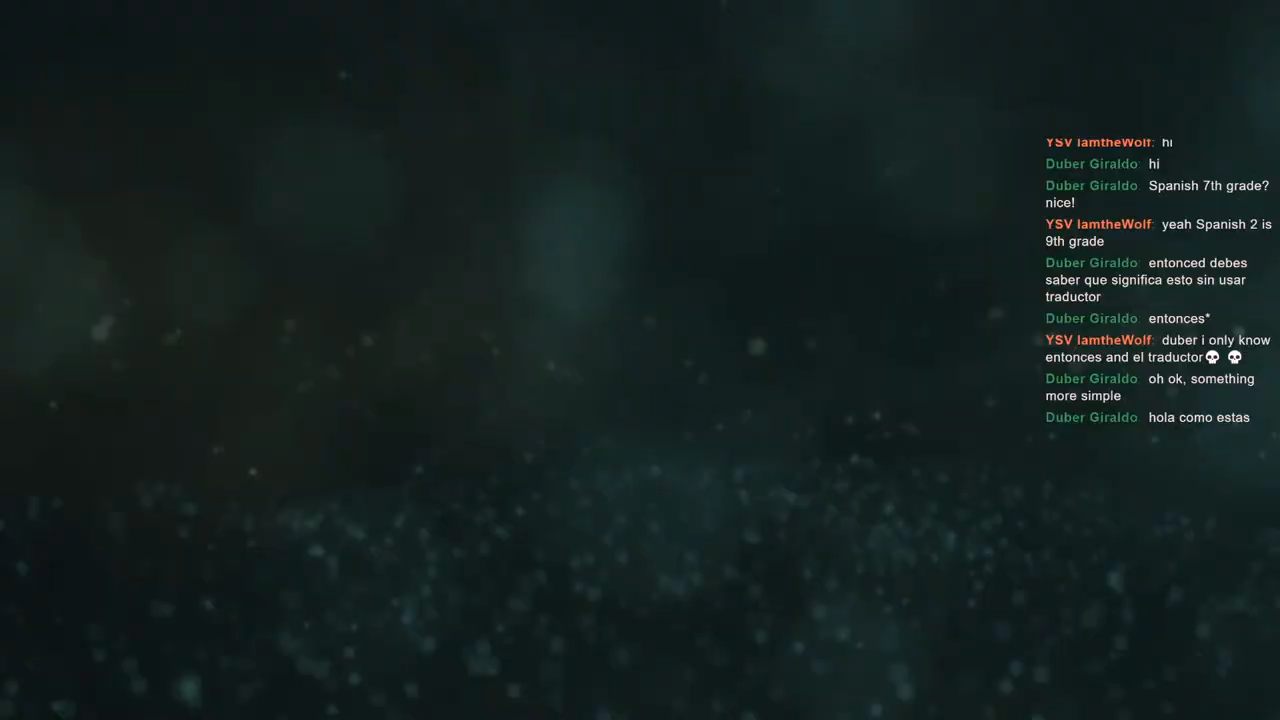 YSV IamtheWolf: hi
Duber Giraldo: hi
Duber Giraldo: Spanish 7th grade?
nice!
YSV IamtheWolf: yeah Spanish 2 is
9th grade
Duber Giraldo: entonced debes
saber que significa esto sin usar
traductor
Duber Giraldo: entonces*
YSV IamtheWolf: duber i only know
entonces and el traductor💀 💀
Duber Giraldo: oh ok, something
more simple
Duber Giraldo: hola como estas